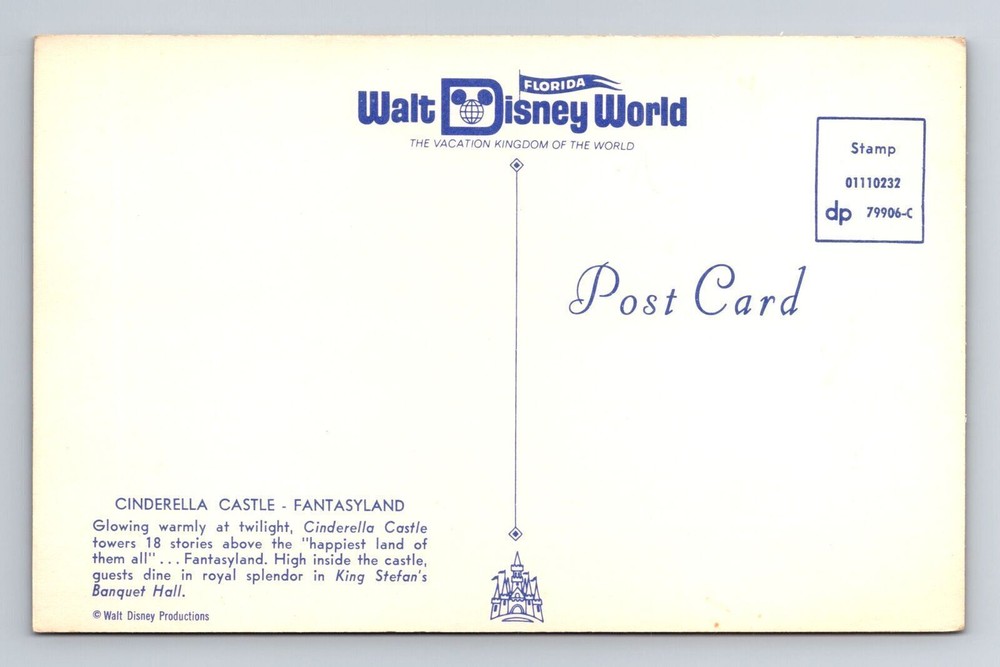 FLORIDA
Walt Disney World
THE VACATION KINGDOM OF THE WORLD
Stamp
01110232
dp 79906-C
Post Card
CINDERELLA CASTLE - FANTASYLAND
Glowing warmly at twilight, Cinderella Castle
towers 18 stories above the "happiest land of
them all" ... Fantasyland. High inside the castle,
guests dine in royal splendor in King Stefan's
Banquet Hall.
© Walt Disney Productions